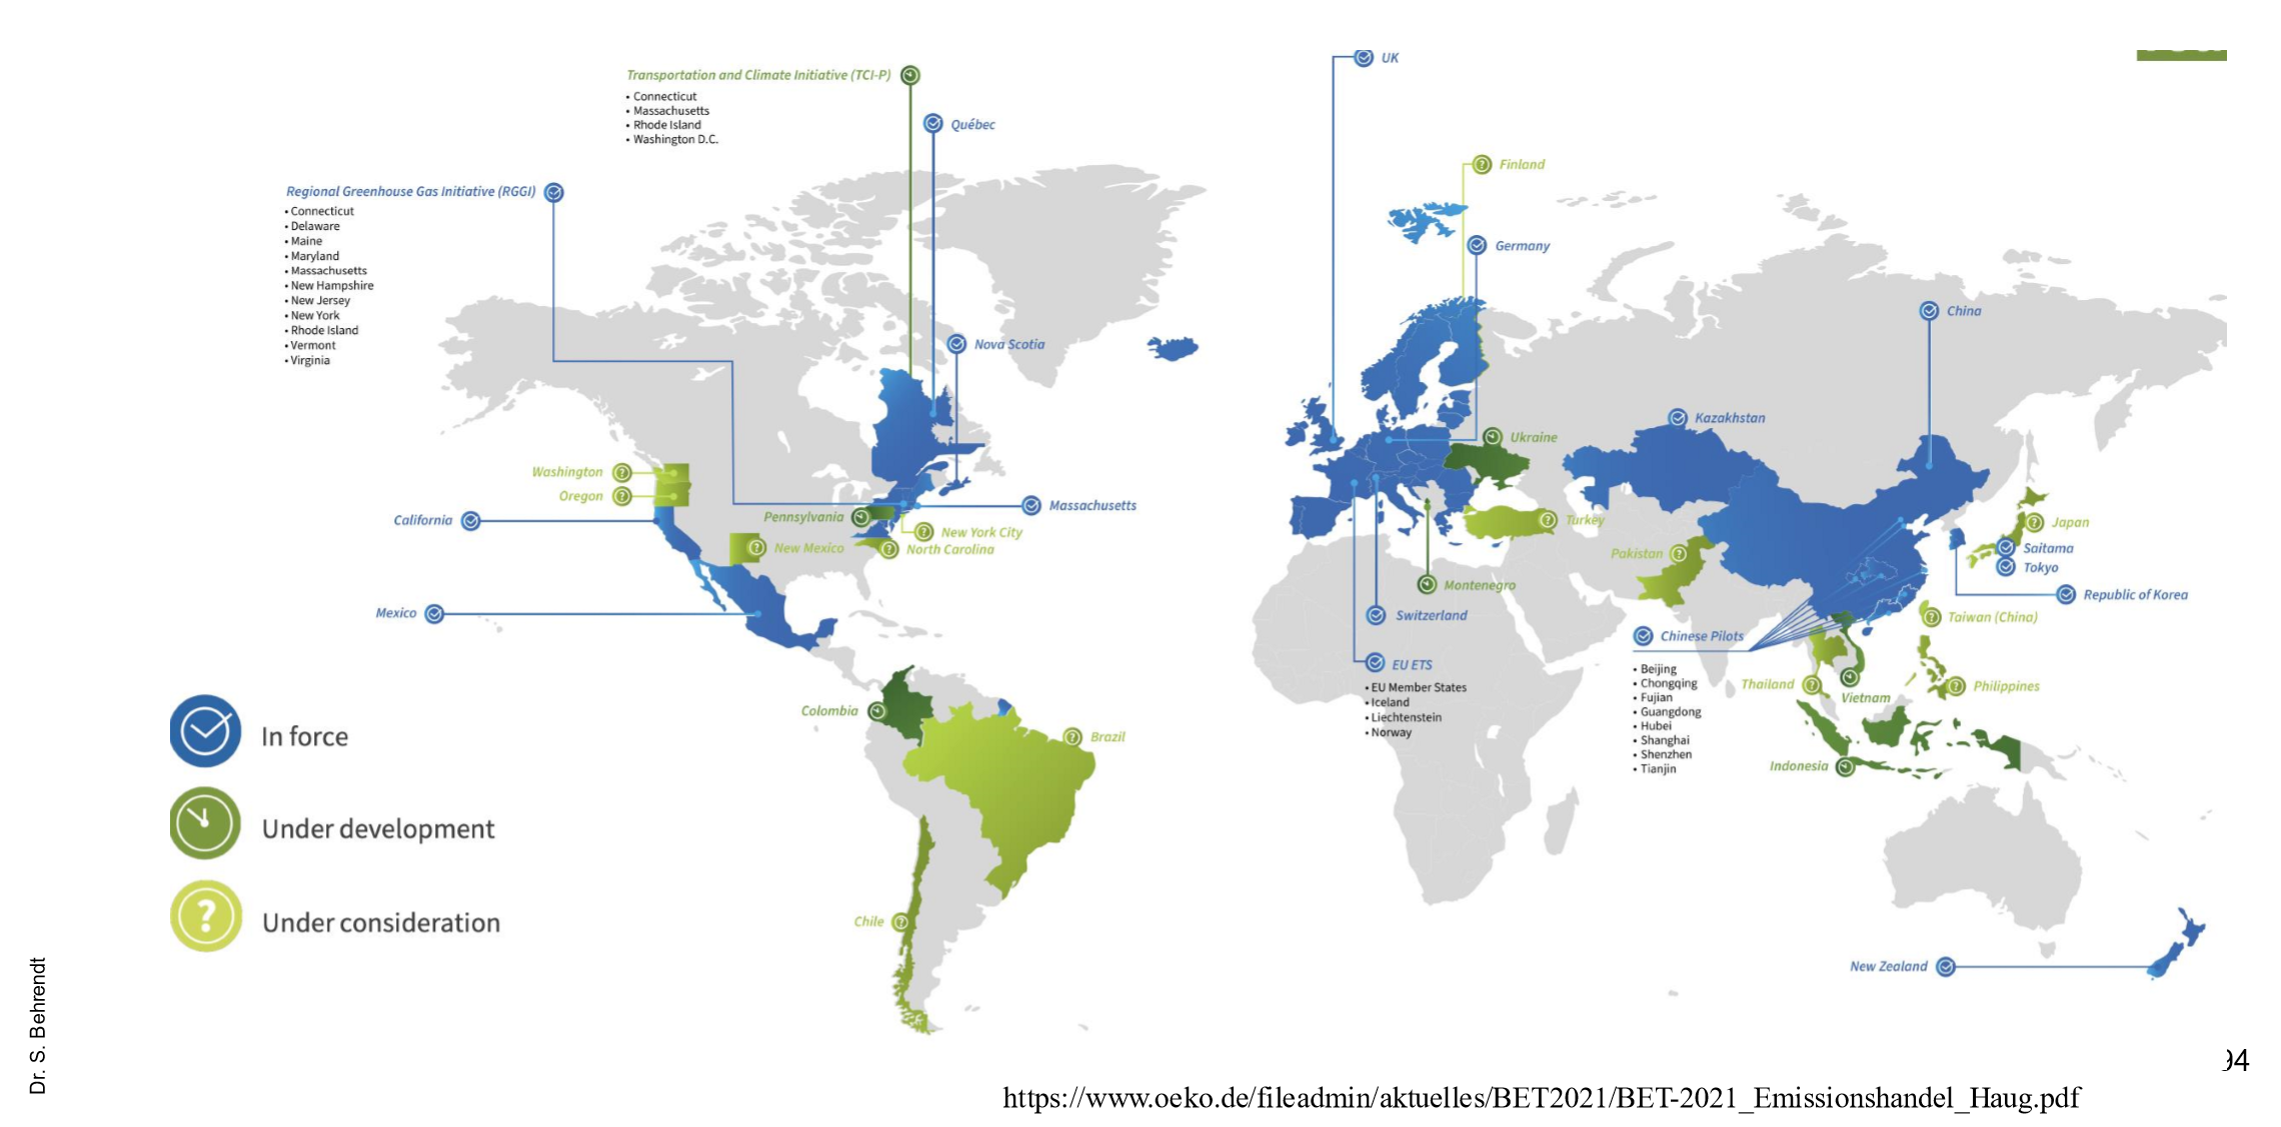 UK
Transportation and Climate Initiative (TCI-P)
• Connecticut
• Massachusetts
• Rhode Island
• Washington D.C.
Québec
Finland
Regional Greenhouse Gas Initiative (RGGI)
• Connecticut
• Delaware
• Maine
• Maryland
• Massachusetts
• New Hampshire
• New Jersey
• New York
• Rhode Island
• Vermont
• Virginia
Germany
China
Nova Scotia
Kazakhstan
Ukraine
Washington
Oregon
California
Massachusetts
Pennsylvania
New York City
North Carolina
New Mexico
Turkey
Pakistan
Japan
Saitama
Tokyo
Montenegro
Republic of Korea
Mexico
Switzerland
Taiwan (China)
Chinese Pilots
• Beijing
• Chongqing
• Fujian
• Guangdong
• Hubei
• Shanghai
• Shenzhen
• Tianjin
EU ETS
• EU Member States
• Iceland
• Liechtenstein
• Norway
Thailand
Vietnam
Philippines
Colombia
Brazil
Indonesia
Chile
New Zealand
In force
Under development
Under consideration
Dr. S. Behrendt
94
https://www.oeko.de/fileadmin/aktuelles/BET2021/BET-2021_Emissionshandel_Haug.pdf